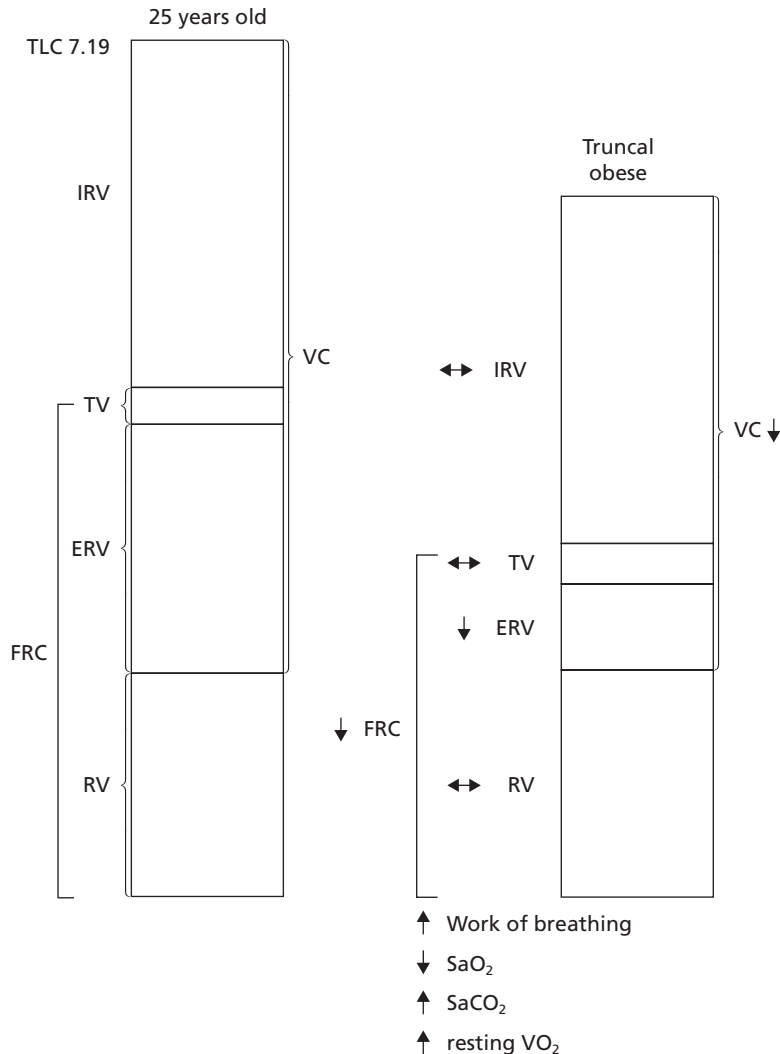 25 years old
TLC 7.19
IRV
VC
TV
ERV
FRC
RV
Truncal
obese
↔ IRV
VC ↓
↔ TV
↓ ERV
↓ FRC
↔ RV
↑ Work of breathing
↓ SaO₂
↑ SaCO₂
↑ resting VO₂